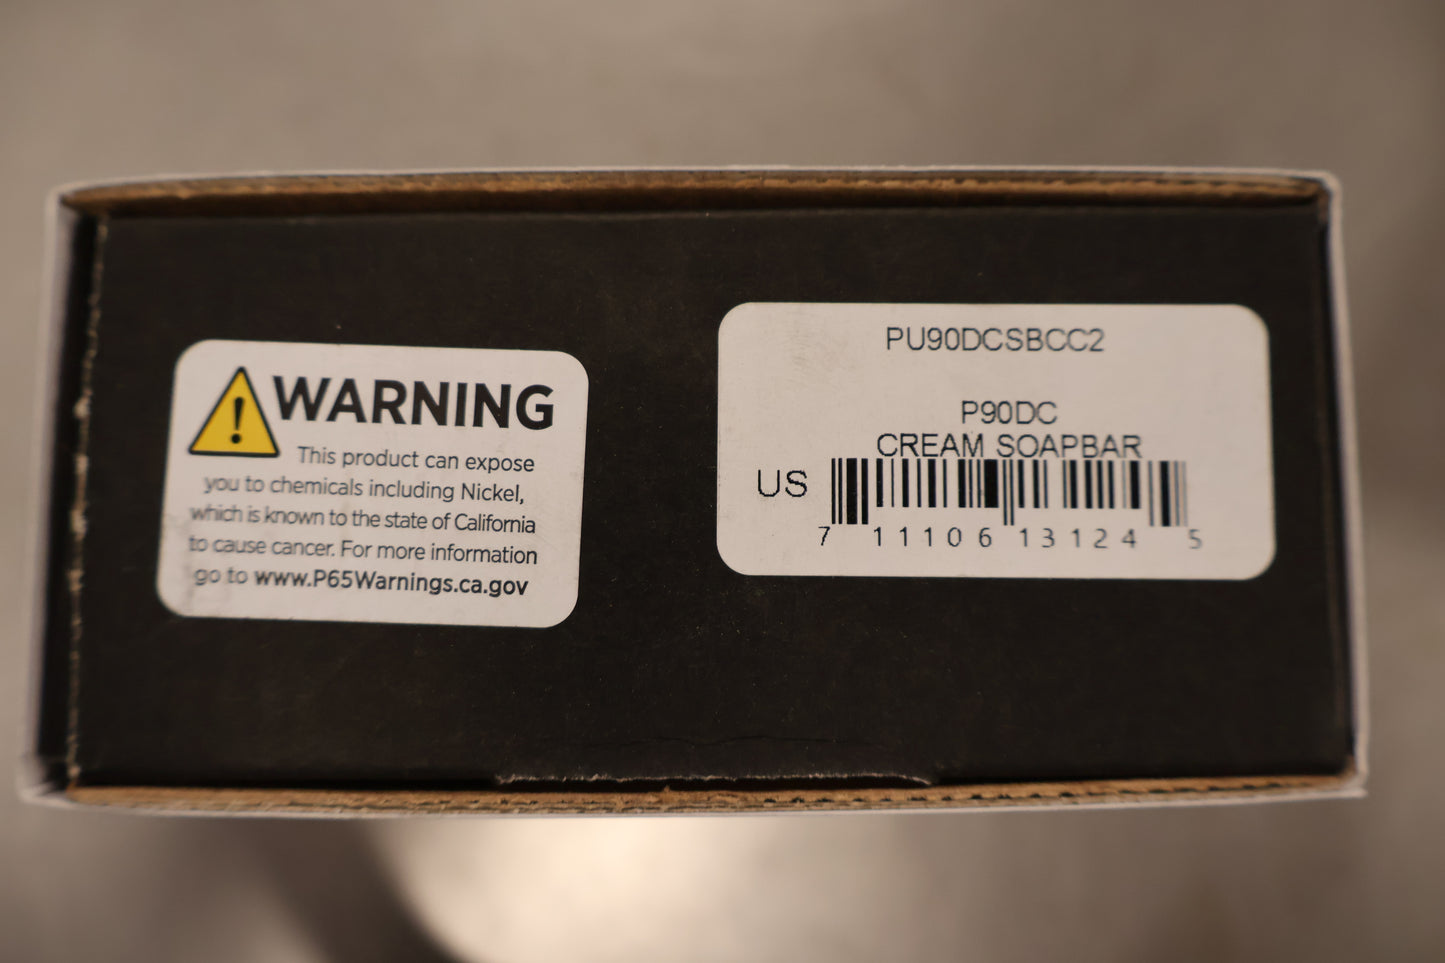 WARNING
This product can expose
you to chemicals including Nickel,
which is known to the state of California
to cause cancer. For more information
go to www.P65Warnings.ca.gov
PU90DCSBCC2
P90DC
CREAM SOAPBAR
US
7 11106 13124 5